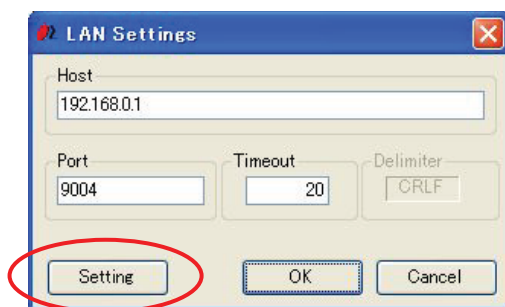 LAN Settings
Host
192.168.0.1
Port
Timeout
Delimiter
9004
20
CRLF
Setting
OK
Cancel